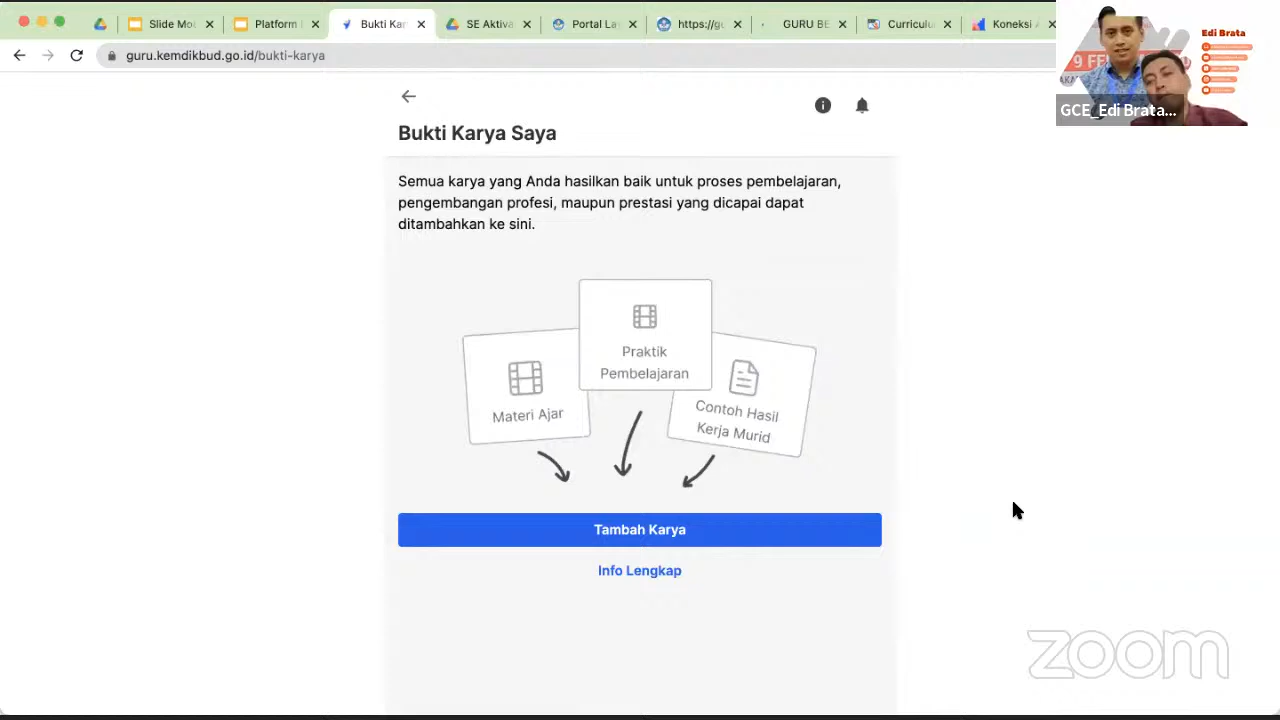 Slide Mo
Platform
Bukti Kar
SE Aktiva
Portal La
https://g
GURU BE
Curriculu
Koneksi
guru.kemdikbud.go.id/bukti-karya
Edi Brata
9 FE
GCE_Edi Brata...
Bukti Karya Saya
Semua karya yang Anda hasilkan baik untuk proses pembelajaran,
pengembangan profesi, maupun prestasi yang dicapai dapat
ditambahkan ke sini.
Praktik
Pembelajaran
Materi Ajar
Contoh Hasil
Kerja Murid
Tambah Karya
Info Lengkap
zoom